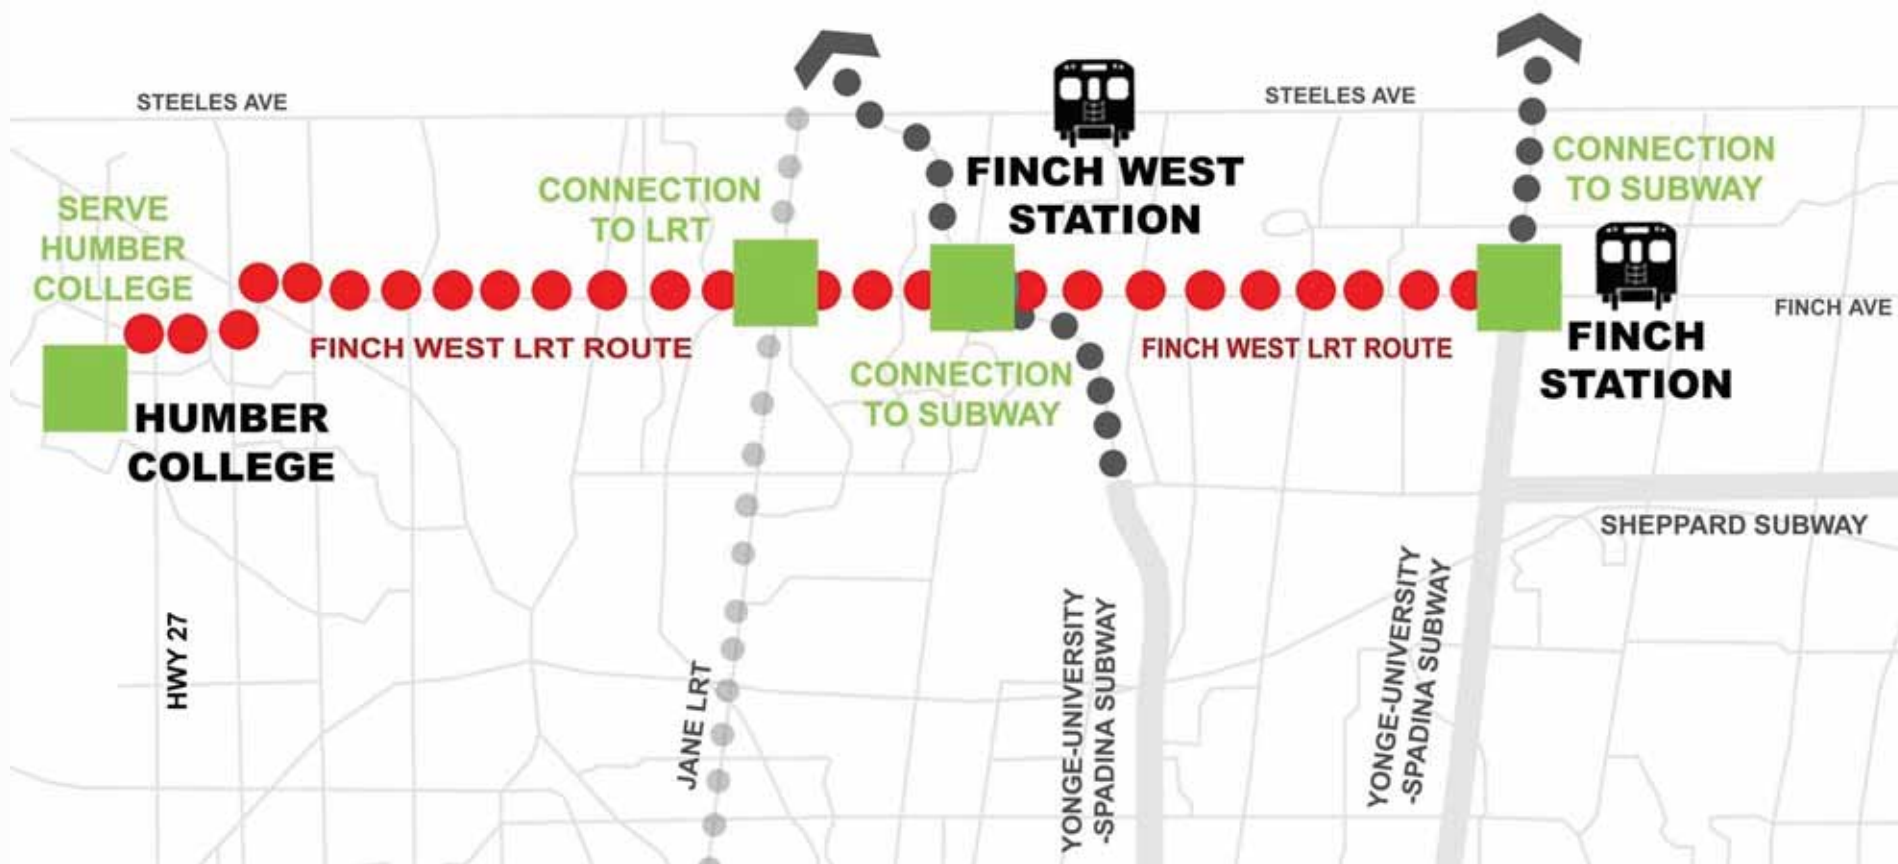 STEELES AVE
STEELES AVE
SERVE
HUMBER
COLLEGE
CONNECTION
TO LRT
FINCH WEST
STATION
CONNECTION
TO SUBWAY
FINCH AVE
FINCH WEST LRT ROUTE
FINCH WEST LRT ROUTE
FINCH
STATION
CONNECTION
TO SUBWAY
HUMBER
COLLEGE
SHEPPARD SUBWAY
HWY 27
JANE LRT
YONGE-UNIVERSITY
-SPADINA SUBWAY
YONGE-UNIVERSITY
-SPADINA SUBWAY